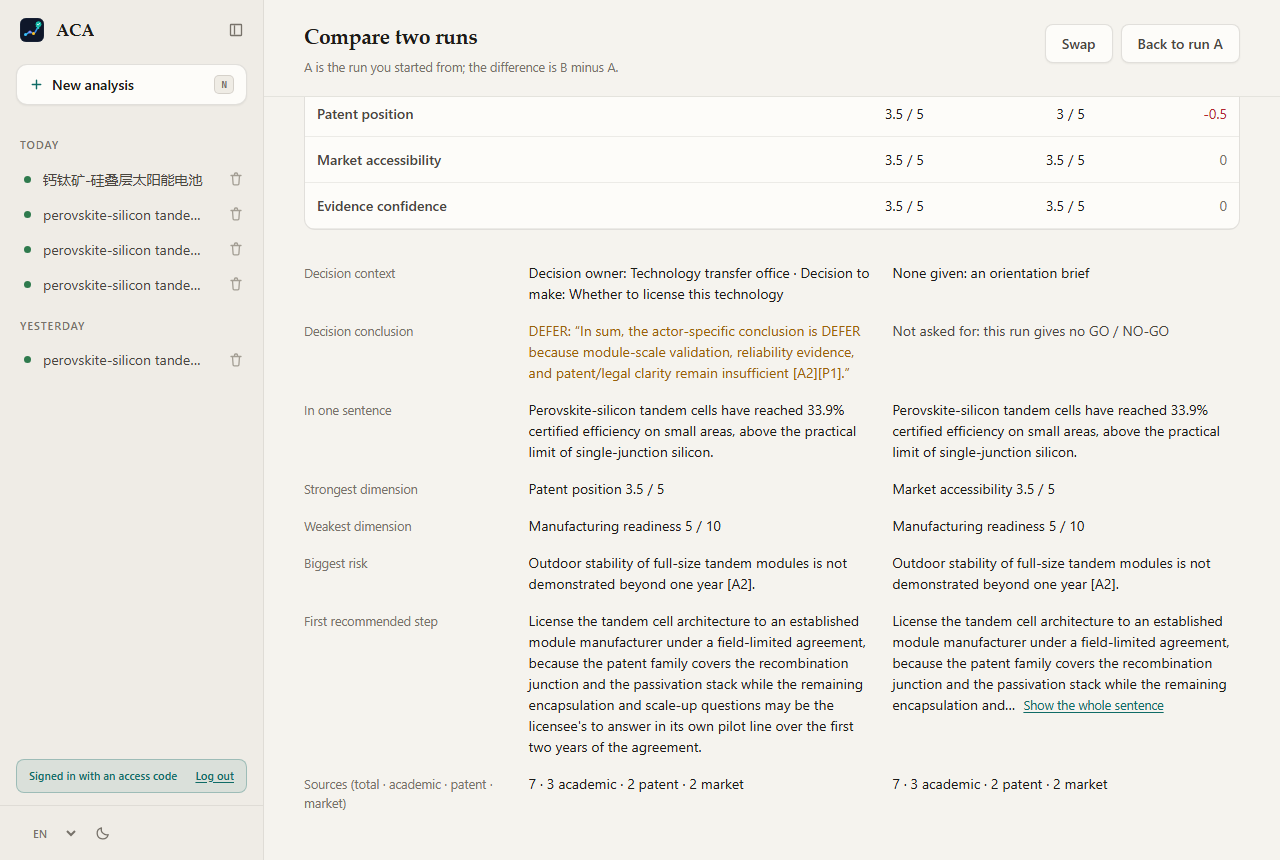 ACA
New analysis N
TODAY
钙钛矿-硅叠层太阳能电池
perovskite-silicon tande...
perovskite-silicon tande...
perovskite-silicon tande...
YESTERDAY
perovskite-silicon tande...
Signed in with an access code Log out
EN
Compare two runs
A is the run you started from; the difference is B minus A.
Swap Back to run A
Patent position 3.5 / 5 3 / 5 -0.5
Market accessibility 3.5 / 5 3.5 / 5 0
Evidence confidence 3.5 / 5 3.5 / 5 0
Decision context
Decision owner: Technology transfer office · Decision to
make: Whether to license this technology
None given: an orientation brief
Decision conclusion
DEFER: “In sum, the actor-specific conclusion is DEFER
because module-scale validation, reliability evidence,
and patent/legal clarity remain insufficient [A2][P1].”
Not asked for: this run gives no GO / NO-GO
In one sentence
Perovskite-silicon tandem cells have reached 33.9%
certified efficiency on small areas, above the practical
limit of single-junction silicon.
Perovskite-silicon tandem cells have reached 33.9%
certified efficiency on small areas, above the practical
limit of single-junction silicon.
Strongest dimension
Patent position 3.5 / 5
Market accessibility 3.5 / 5
Weakest dimension
Manufacturing readiness 5 / 10
Manufacturing readiness 5 / 10
Biggest risk
Outdoor stability of full-size tandem modules is not
demonstrated beyond one year [A2].
Outdoor stability of full-size tandem modules is not
demonstrated beyond one year [A2].
First recommended step
License the tandem cell architecture to an established
module manufacturer under a field-limited agreement,
because the patent family covers the recombination
junction and the passivation stack while the remaining
encapsulation and scale-up questions may be the
licensee's to answer in its own pilot line over the first
two years of the agreement.
License the tandem cell architecture to an established
module manufacturer under a field-limited agreement,
because the patent family covers the recombination
junction and the passivation stack while the remaining
encapsulation and... Show the whole sentence
Sources (total · academic · patent ·
market)
7 · 3 academic · 2 patent · 2 market
7 · 3 academic · 2 patent · 2 market